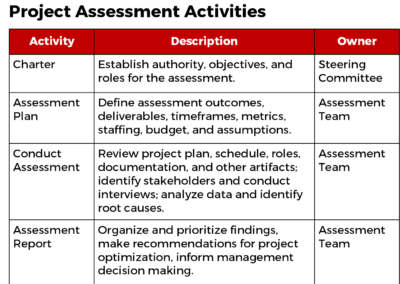 Project Assessment Activities
Activity Description Owner
Charter Establish authority, objectives, and Steering
roles for the assessment. Committee
Assessment Define assessment outcomes, Assessment
Plan deliverables, timeframes, metrics, Team
staffing, budget, and assumptions.
Conduct Review project plan, schedule, roles, Assessment
Assessment documentation, and other artifacts; Team
identify stakeholders and conduct
interviews; analyze data and identify
root causes.
Assessment Organize and prioritize findings, Assessment
Report make recommendations for project Team
optimization, inform management
decision making.